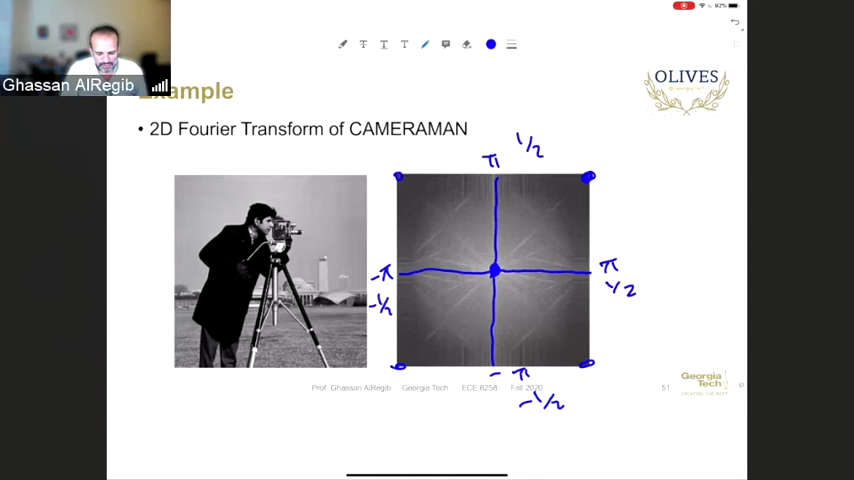 92%
Ghassan AlRegib
Example
OLIVES
• 2D Fourier Transform of CAMERAMAN
π 1/2
-π
π
-1/2
1/2
- π
-1/2
Prof Ghassan AlRegib Georgia Tech ECE 6258 Fall 2020
51
Georgia
Tech